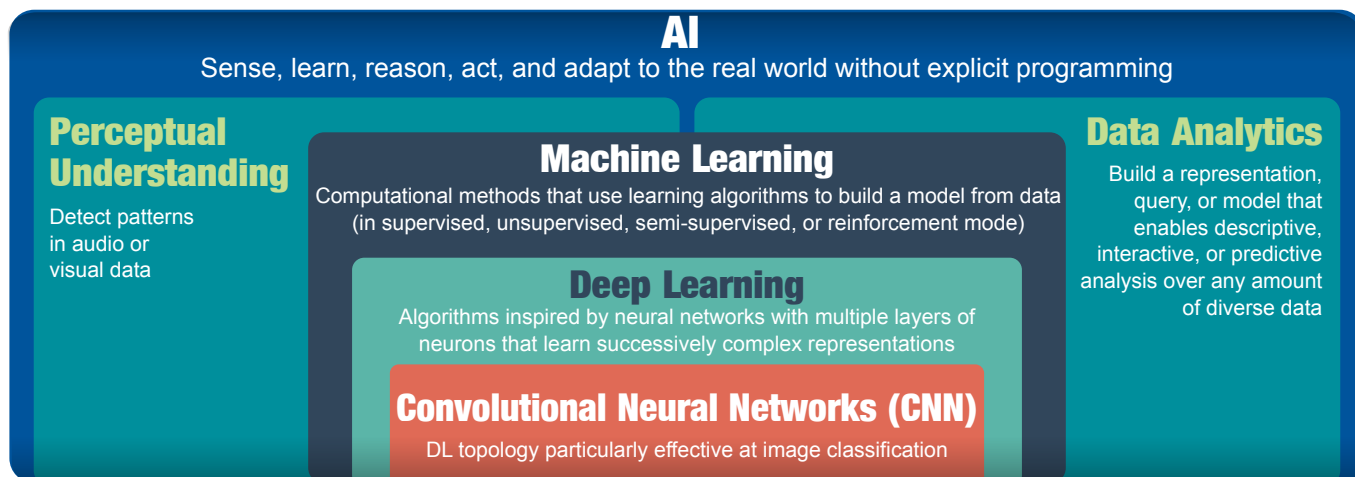 AI
Sense, learn, reason, act, and adapt to the real world without explicit programming
Perceptual
Understanding
Detect patterns
in audio or
visual data
Machine Learning
Computational methods that use learning algorithms to build a model from data
(in supervised, unsupervised, semi-supervised, or reinforcement mode)
Deep Learning
Algorithms inspired by neural networks with multiple layers of
neurons that learn successively complex representations
Convolutional Neural Networks (CNN)
DL topology particularly effective at image classification
Data Analytics
Build a representation,
query, or model that
enables descriptive,
interactive, or predictive
analysis over any amount
of diverse data